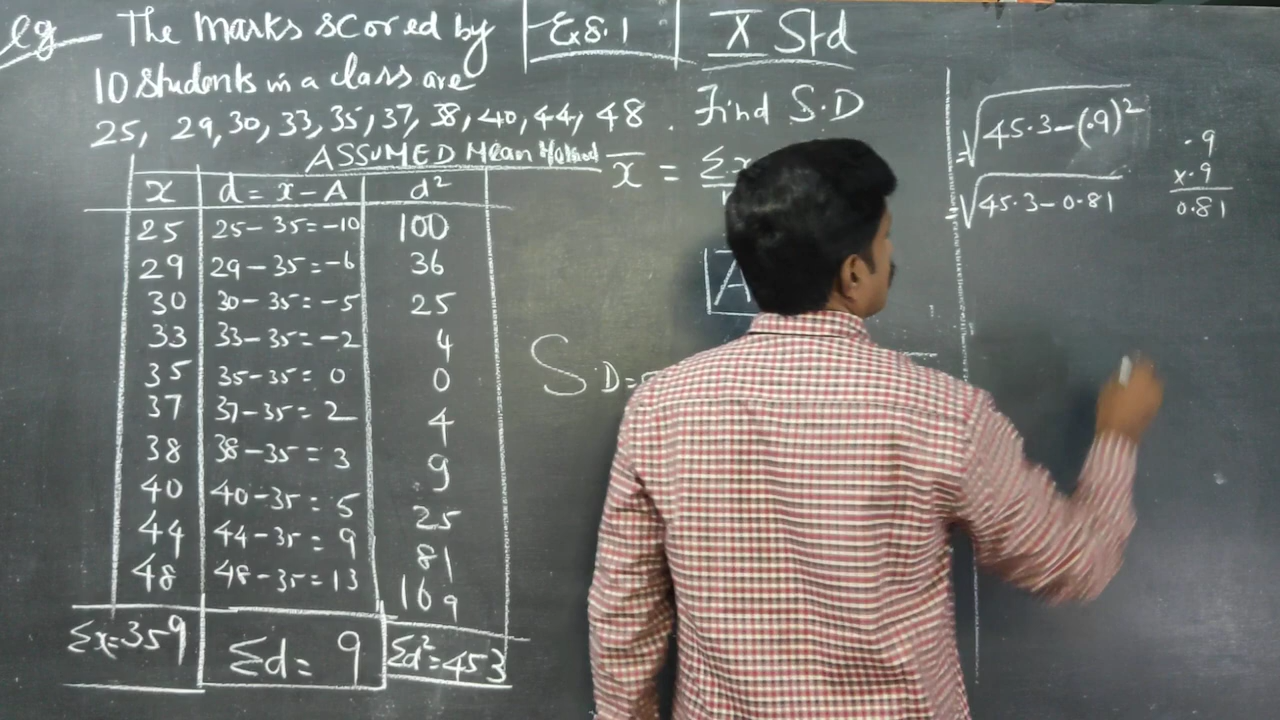 eg The marks scored by
Ex 8.1
X Std
10 students in a class are
25, 29, 30, 33, 35, 37, 38, 40, 44, 48. Find S.D
ASSUMED Mean Method
x d = x - A d²
25 25 - 35 = -10 100
29 29 - 35 = -6 36
30 30 - 35 = -5 25
33 33 - 35 = -2 4
35 35 - 35 = 0 0
37 37 - 35 = 2 4
38 38 - 35 = 3 9
40 40 - 35 = 5 25
44 44 - 35 = 9 81
48 48 - 35 = 13 169
Σx=359 Σd = 9 Σd²=453
x̄ = Σx
A
S.D =
= √45.3 - (.9)²
= √45.3 - 0.81
.9
x .9
0.81